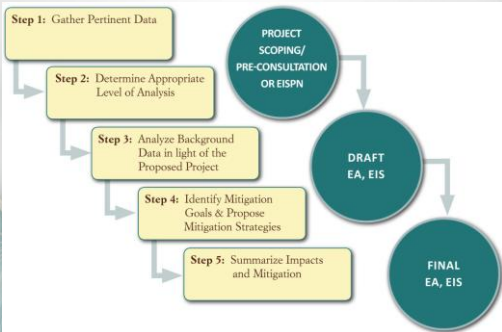 Step 1: Gather Pertinent Data
Step 2: Determine Appropriate
Level of Analysis
Step 3: Analyze Background
Data in light of the
Proposed Project
Step 4: Identify Mitigation
Goals & Propose
Mitigation Strategies
Step 5: Summarize Impacts
and Mitigation
PROJECT
SCOPING/
PRE-CONSULTATION
OR EISPN
DRAFT
EA, EIS
FINAL
EA, EIS